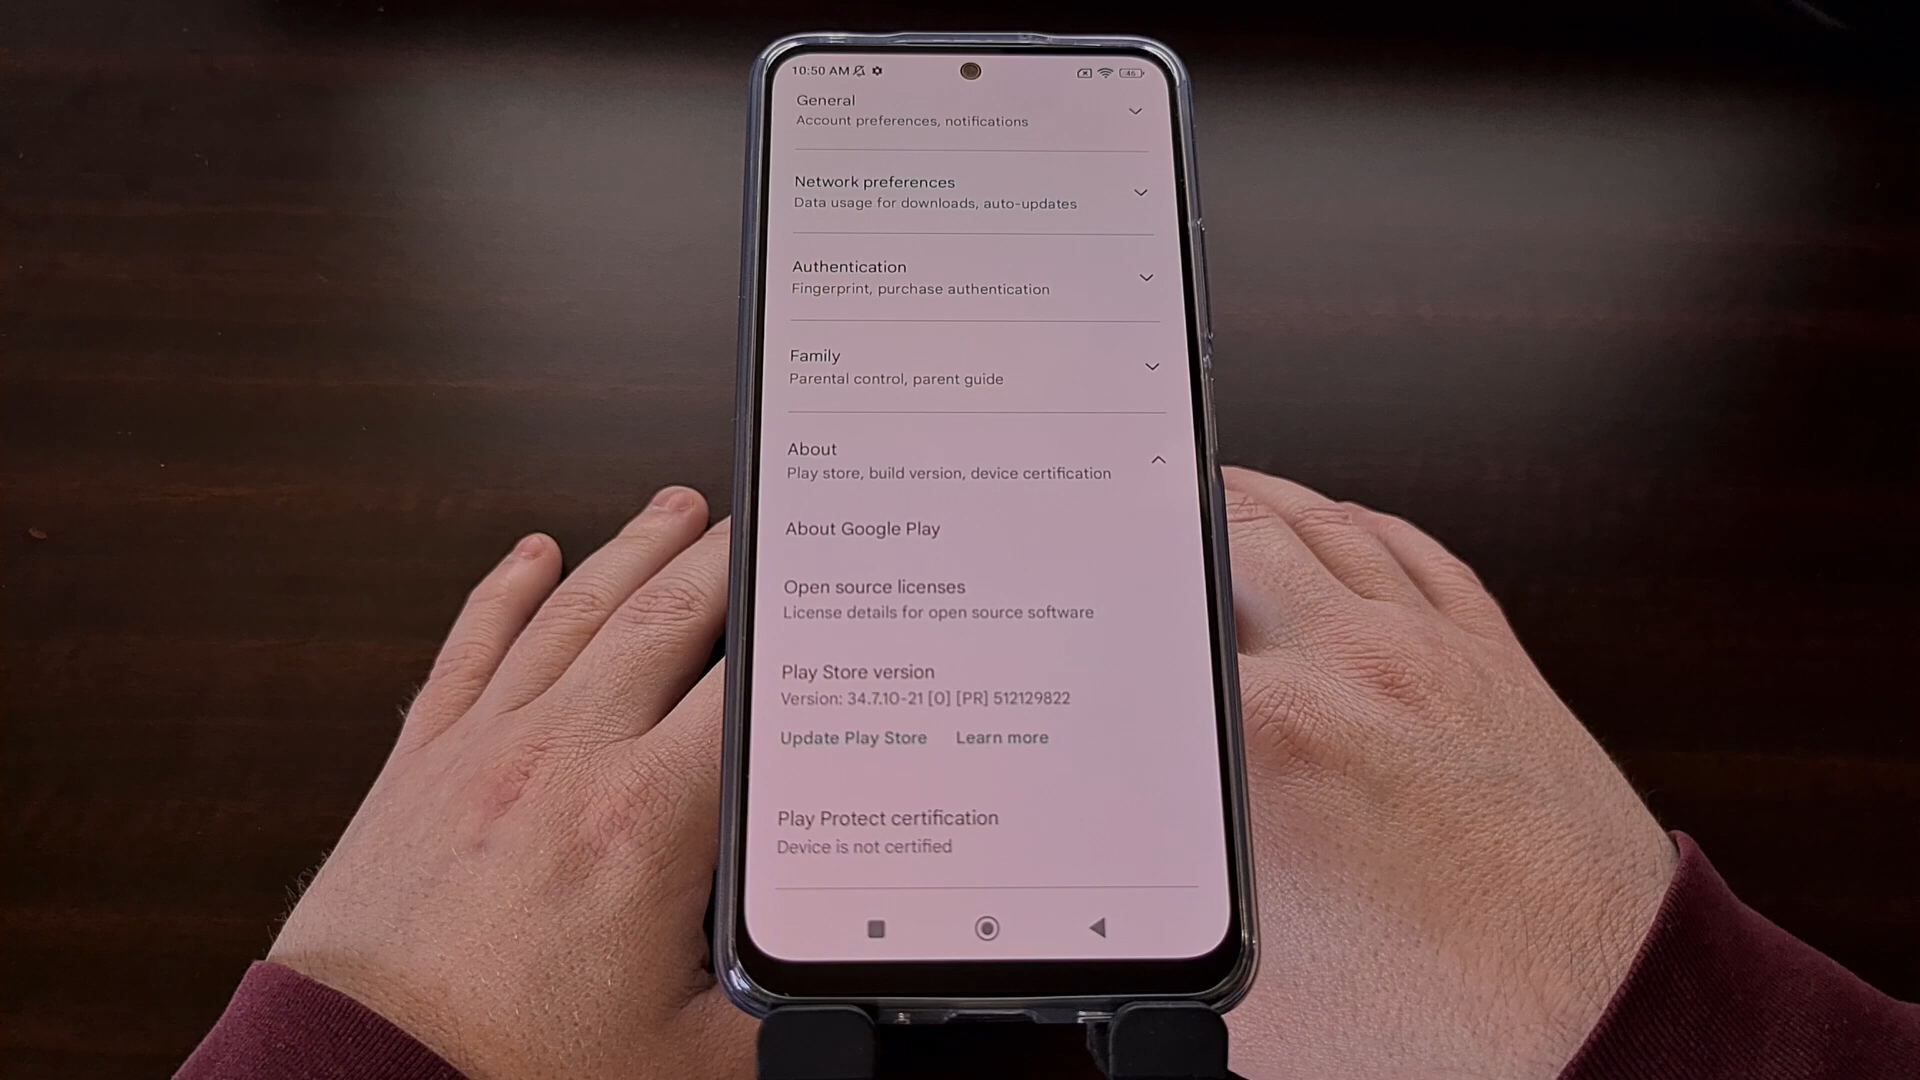 10:50 AM
46
General
Account preferences, notifications
Network preferences
Data usage for downloads, auto-updates
Authentication
Fingerprint, purchase authentication
Family
Parental control, parent guide
About
Play store, build version, device certification
About Google Play
Open source licenses
License details for open source software
Play Store version
Version: 34.7.10-21 [0] [PR] 512129822
Update Play Store Learn more
Play Protect certification
Device is not certified